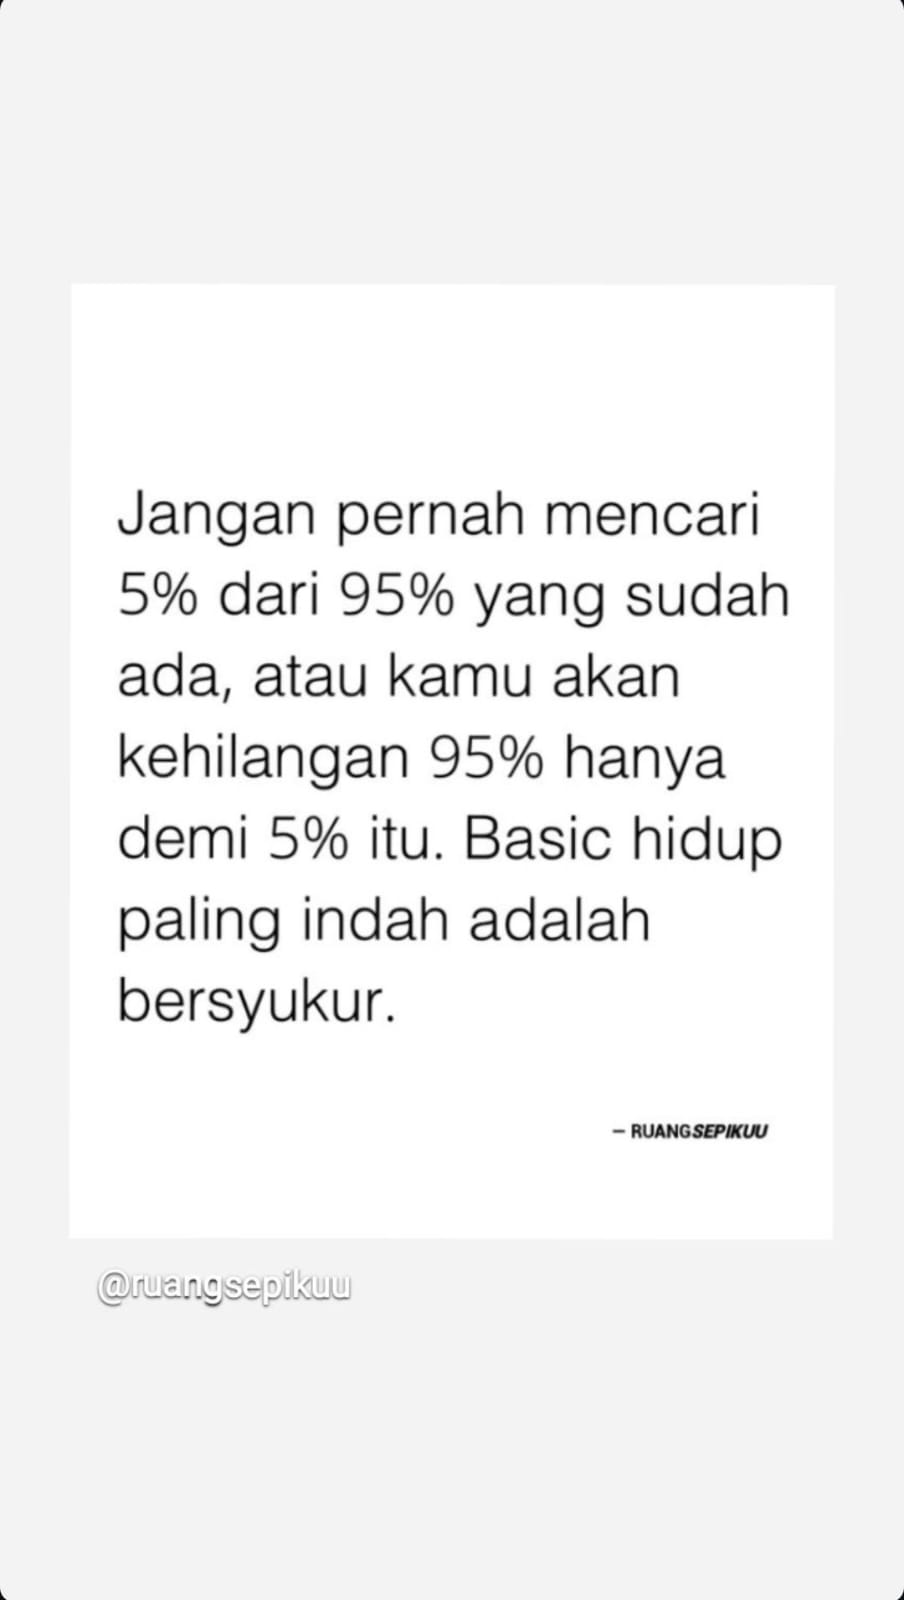 Jangan pernah mencari
5% dari 95% yang sudah
ada, atau kamu akan
kehilangan 95% hanya
demi 5% itu. Basic hidup
paling indah adalah
bersyukur.
– RUANGSEPIKUU
@ruangsepikuu